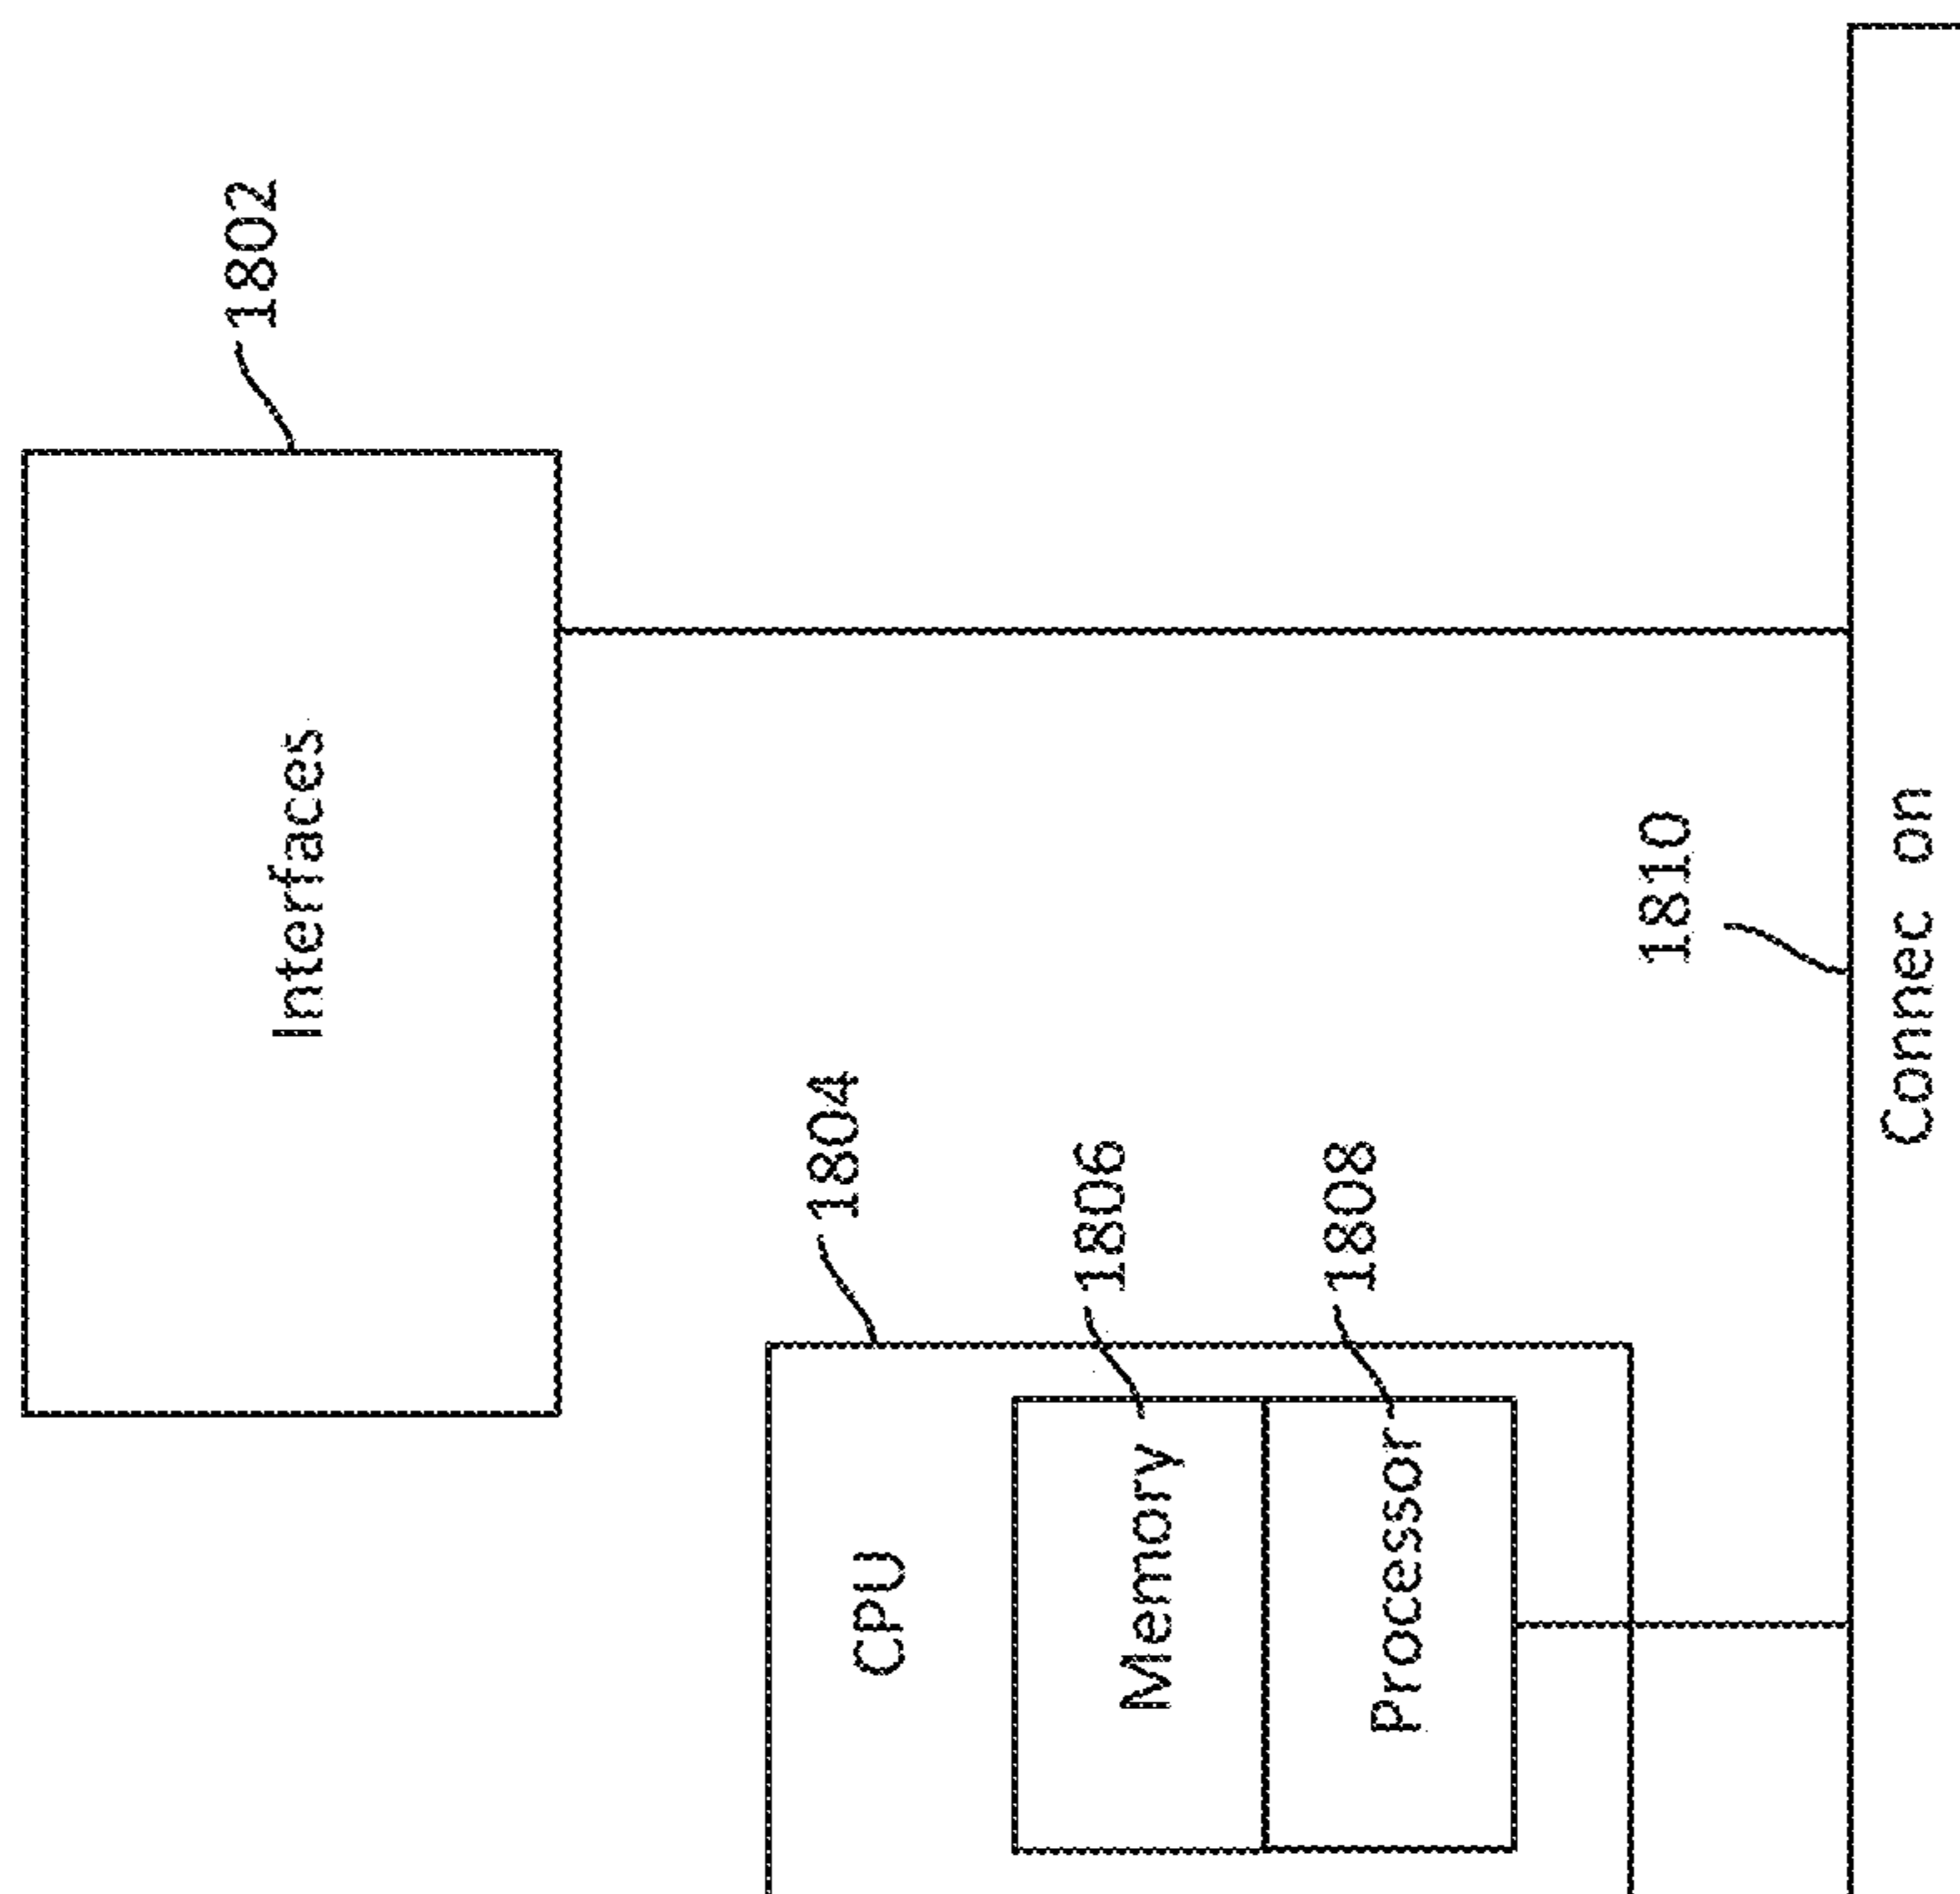 Interfaces
1802
CPU
1804
Memory
1806
Processor
1808
1810
Connec on